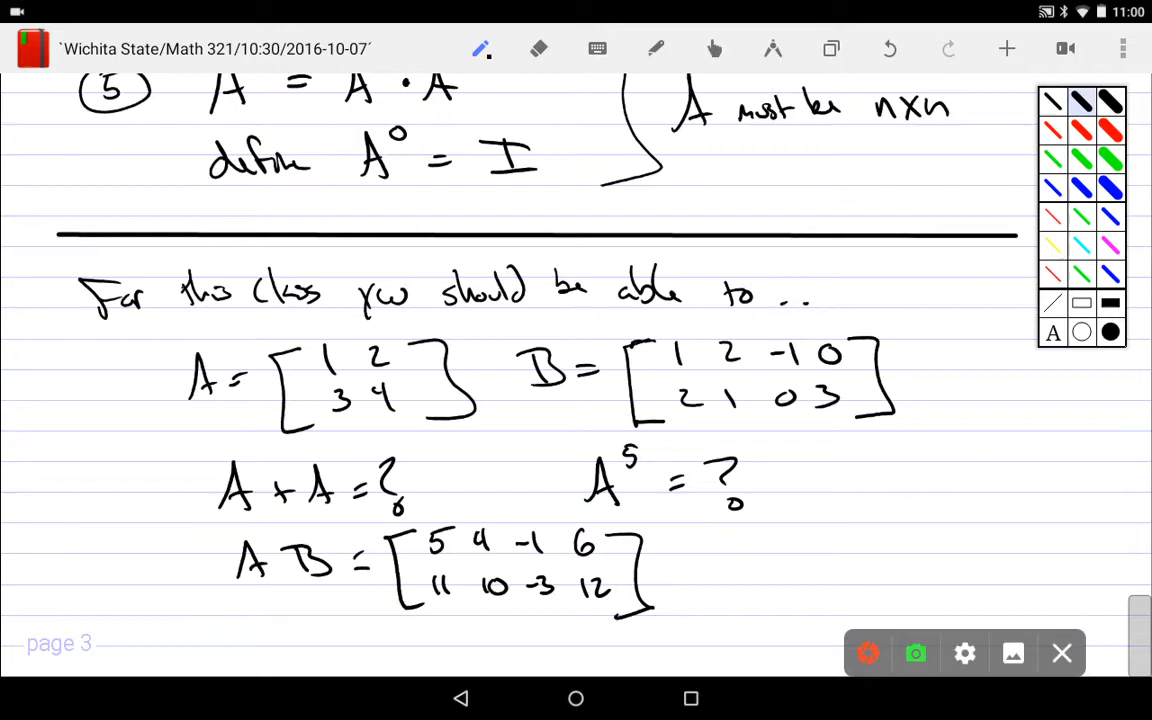 11:00
`Wichita State/Math 321/10:30/2016-10-07´
⑤ A = A · A
define A⁰ = I
A must be n×n
For this class you should be able to ..
A = [1 2
3 4] B = [1 2 -1 0
2 1 0 3]
A + A = ? A⁵ = ?
A B = [5 4 -1 6
11 10 -3 12]
page 3
A